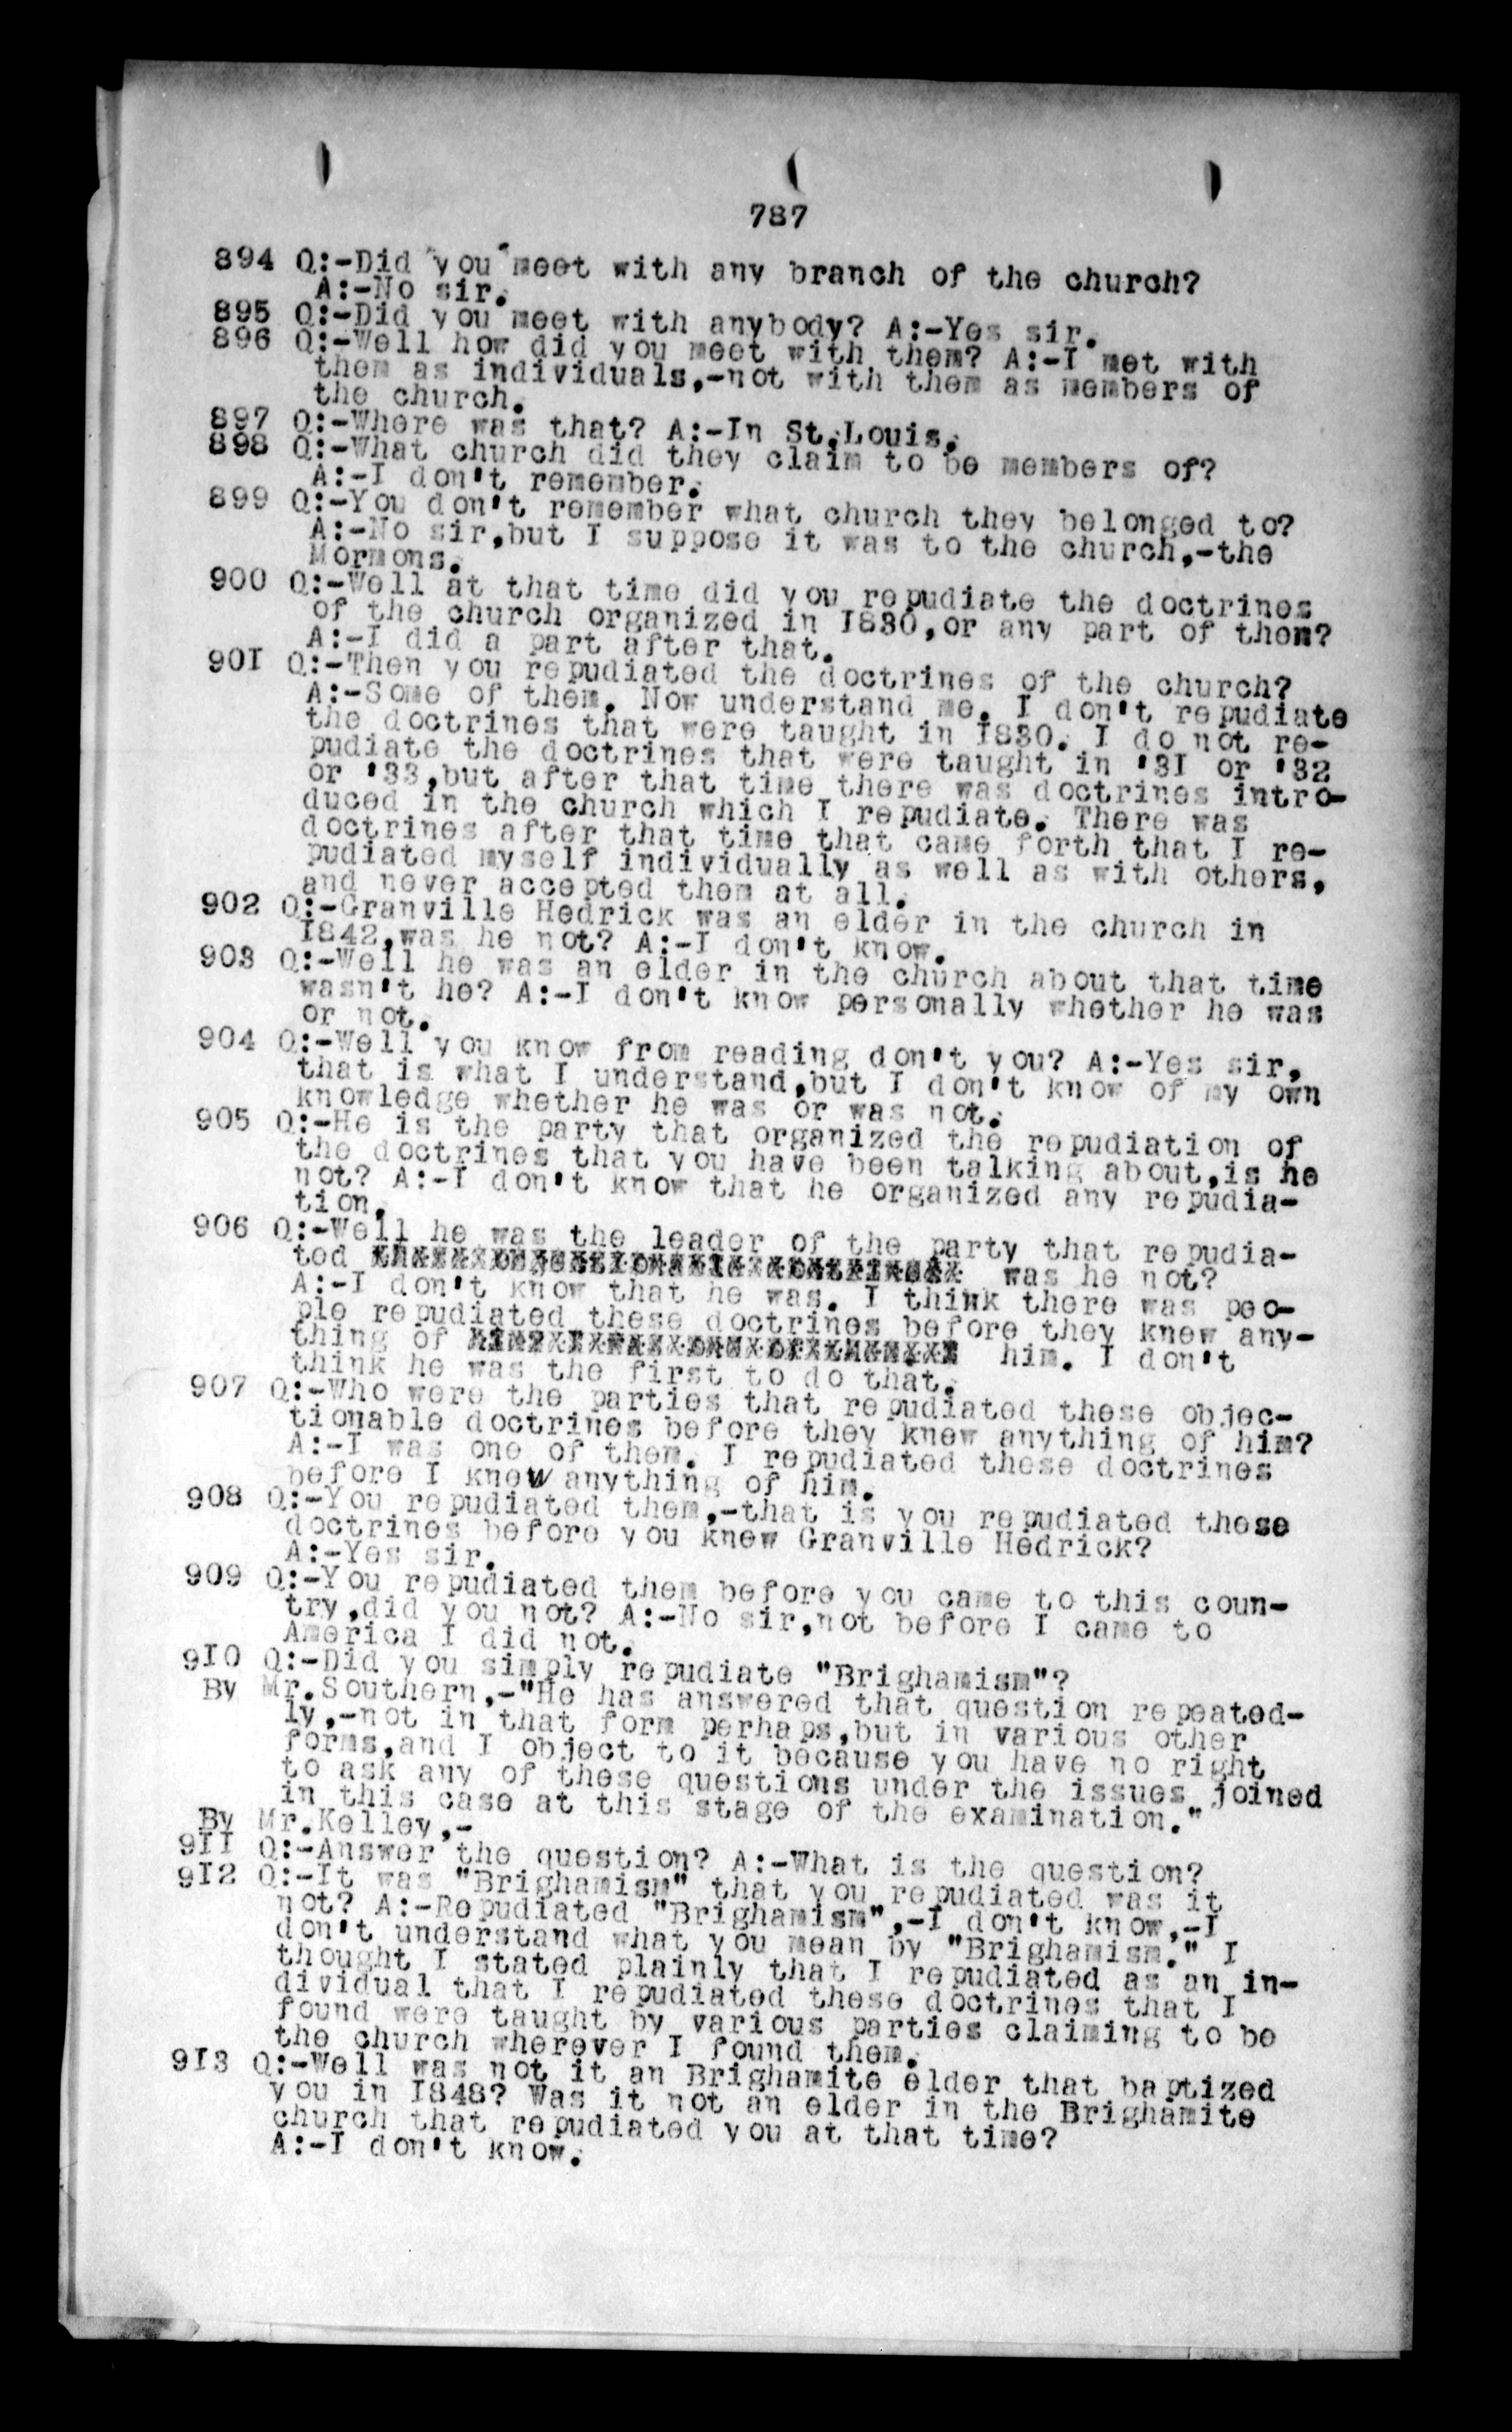 787
894 Q:-Did you meet with any branch of the church?
A:-No sir.
895 Q:-Did you meet with anybody? A:-Yes sir.
896 Q:-Well how did you meet with them? A:-I met with
them as individuals,-not with them as members of
the church.
897 Q:-Where was that? A:-In St.Louis.
898 Q:-What church did they claim to be members of?
A:-I don't remember.
899 Q:-You don't remember what church they belonged to?
A:-No sir,but I suppose it was to the church,-the
Mormons.
900 Q:-Well at that time did you repudiate the doctrines
of the church organized in I830,or any part of them?
A:-I did a part after that.
90I Q:-Then you repudiated the doctrines of the church?
A:-Some of them. Now understand me. I don't repudiate
the doctrines that were taught in I830. I do not re-
pudiate the doctrines that were taught in '3I or '32
or '33,but after that time there was doctrines intro-
duced in the church which I repudiate. There was
doctrines after that time that came forth that I re-
pudiated myself individually as well as with others,
and never accepted them at all.
902 Q:-Granville Hedrick was an elder in the church in
I842,was he not? A:-I don't know.
903 Q:-Well he was an elder in the church about that time
wasn't he? A:-I don't know personally whether he was
or not.
904 Q:-Well you know from reading don't you? A:-Yes sir,
that is what I understand,but I don't know of my own
knowledge whether he was or was not.
905 Q:-He is the party that organized the repudiation of
the doctrines that you have been talking about,is he
not? A:-I don't know that he organized any repudia-
tion.
906 Q:-Well he was the leader of the party that repudia-
ted was he not?
A:-I don't know that he was. I think there was peo-
ple repudiated these doctrines before they knew any-
thing of him. I don't
think he was the first to do that.
907 Q:-Who were the parties that repudiated these objec-
tionable doctrines before they knew anything of him?
A:-I was one of them. I repudiated these doctrines
before I knew anything of him.
908 Q:-You repudiated them,-that is you repudiated these
doctrines before you knew Granville Hedrick?
A:-Yes sir.
909 Q:-You repudiated them before you came to this coun-
try,did you not? A:-No sir,not before I came to
America I did not.
9I0 Q:-Did you simply repudiate "Brighamism"?
By Mr.Southern,-"He has answered that question repeated-
ly,-not in that form perhaps,but in various other
forms,and I object to it because you have no right
to ask any of these questions under the issues joined
in this case at this stage of the examination."
By Mr.Kelley,-
9II Q:-Answer the question? A:-What is the question?
9I2 Q:-It was "Brighamism" that you repudiated was it
not? A:-Repudiated "Brighamism",-I don't know,-I
don't understand what you mean by "Brighamism." I
thought I stated plainly that I repudiated as an in-
dividual that I repudiated these doctrines that I
found were taught by various parties claiming to be
the church wherever I found them.
9I3 Q:-Well was not it an Brighamite elder that baptized
you in I848? Was it not an elder in the Brighamite
church that repudiated you at that time?
A:-I don't know.